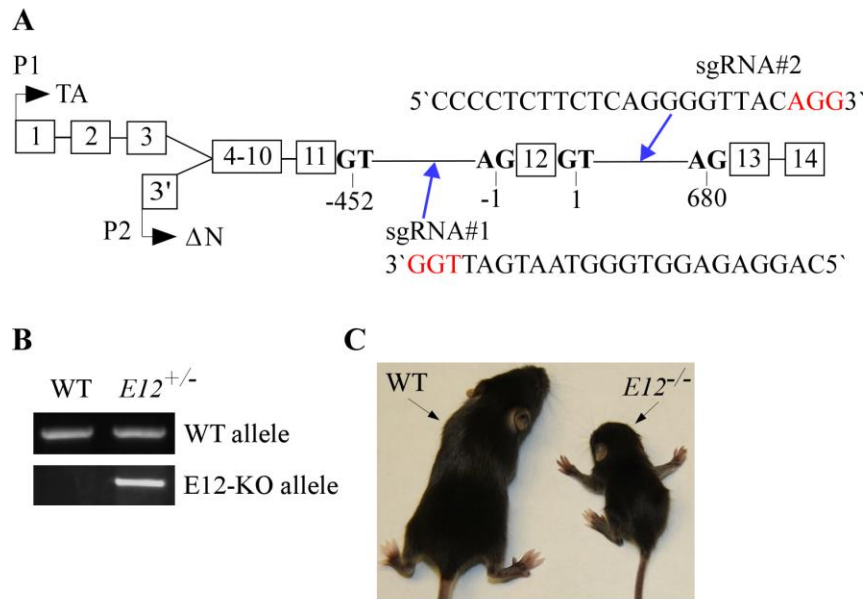 A
P1
TA
sgRNA#2
5`CCCCTCTTCTCAGGGGTTACAGG3`
1 2 3 4-10 11 GT AG 12 GT AG 13 14
3'
-452 -1 1 680
P2
ΔN
sgRNA#1
3`GGTTAGTAATGGGTGGAGAGGAC5`
B
WT E12+/-
WT allele
E12-KO allele
C
WT
E12-/-